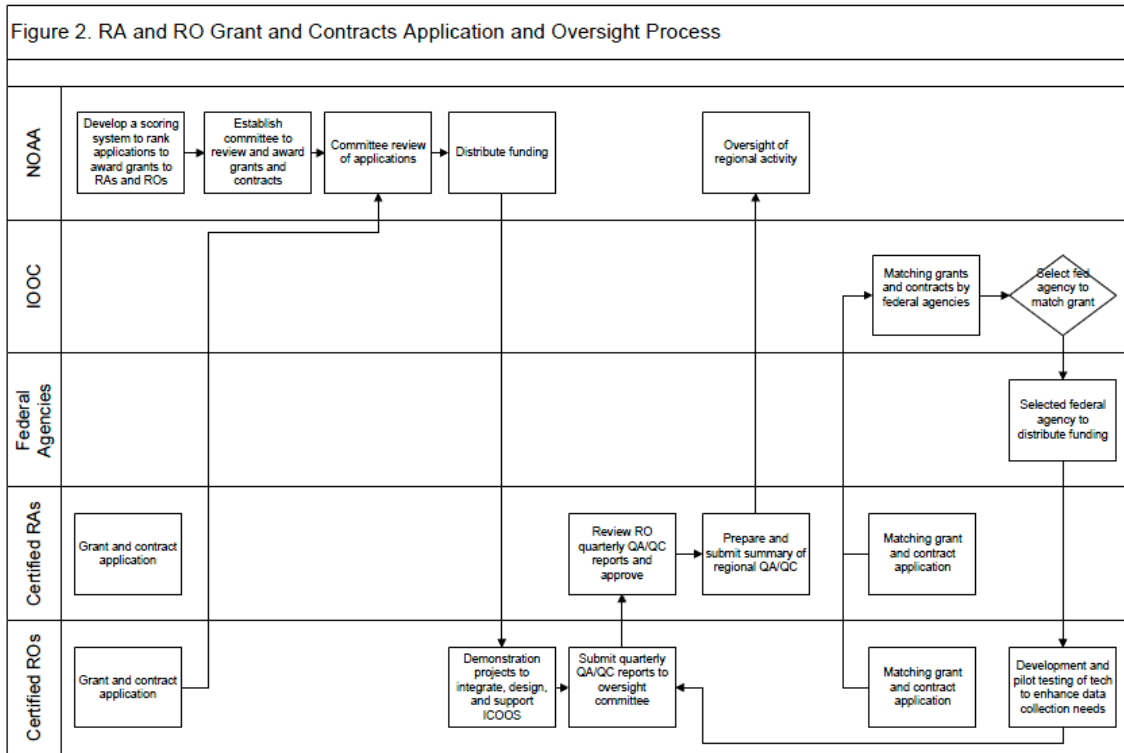 Figure 2. RA and RO Grant and Contracts Application and Oversight Process
NOAA
Develop a scoring
system to rank
applications to
award grants to
RAs and ROs
Establish
committee to
review and award
grants and
contracts
Committee review
of applications
Distribute funding
Oversight of
regional activity
IOOC
Matching grants
and contracts by
federal agencies
Select fed
agency to
match grant
Federal
Agencies
Selected federal
agency to
distribute funding
Certified RAs
Grant and contract
application
Review RO
quarterly QA/QC
reports and
approve
Prepare and
submit summary of
regional QA/QC
Matching grant
and contract
application
Certified ROs
Grant and contract
application
Demonstration
projects to
integrate, design,
and support
ICOOS
Submit quarterly
QA/QC reports to
oversight
committee
Matching grant
and contract
application
Development and
pilot testing of tech
to enhance data
collection needs